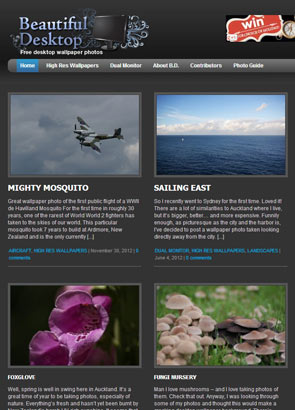 Beautiful
Desktop
Free desktop wallpaper photos
win
Home High Res Wallpapers Dual Monitor About B.D. Contributors Photo Guide
MIGHTY MOSQUITO
Great wallpaper photo of the first public flight of a WWII
de Havilland Mosquito For the first time in roughly 30
years, one of the rarest of World World 2 fighters has
taken to the skies of our world. This particular
mosquito took 7 years to build at Ardmore, New
Zealand and is the only currently [...]
AIRCRAFT, HIGH RES WALLPAPERS | November 30, 2012 | 0
comments
SAILING EAST
So I recently went to Sydney for the first time. Loved it!
There are a lot of similarities to Auckland where I live,
but it's bigger, better… and more expensive. Funnily
enough, as picturesque as the city and the harbor is,
I've decided to post a wallpaper photo taken looking
directly away from the city. [...]
DUAL MONITOR, HIGH RES WALLPAPERS, LANDSCAPES |
June 4, 2012 | 0 comments
FOXGLOVE
Well, spring is well in swing here in Auckland. It's a
great time of year to be taking photos, especially of
nature. Everything's fresh and hasn't yet been burnt by
FUNGI NURSERY
Man I love mushrooms – and I love taking photos of
them. Check that out. Anyway, I was looking through
some of my photos and thought this would make a